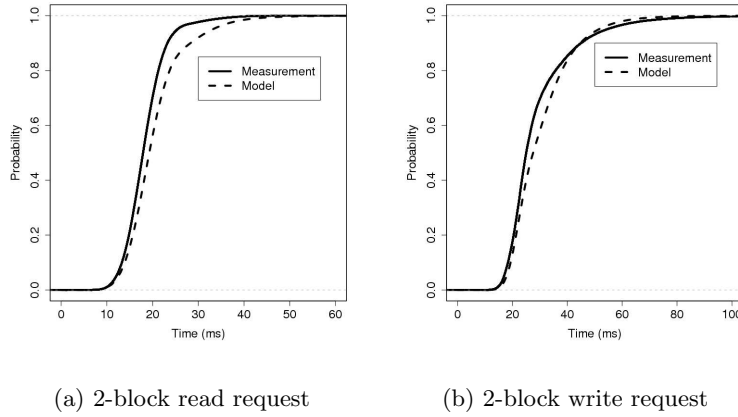 1.0
0.8
0.6
0.4
0.2
0.0
Probability
Measurement
Model
0 10 20 30 40 50 60
Time (ms)
(a) 2-block read request
1.0
0.8
0.6
0.4
0.2
0.0
Probability
Measurement
Model
0 20 40 60 80 100
Time (ms)
(b) 2-block write request